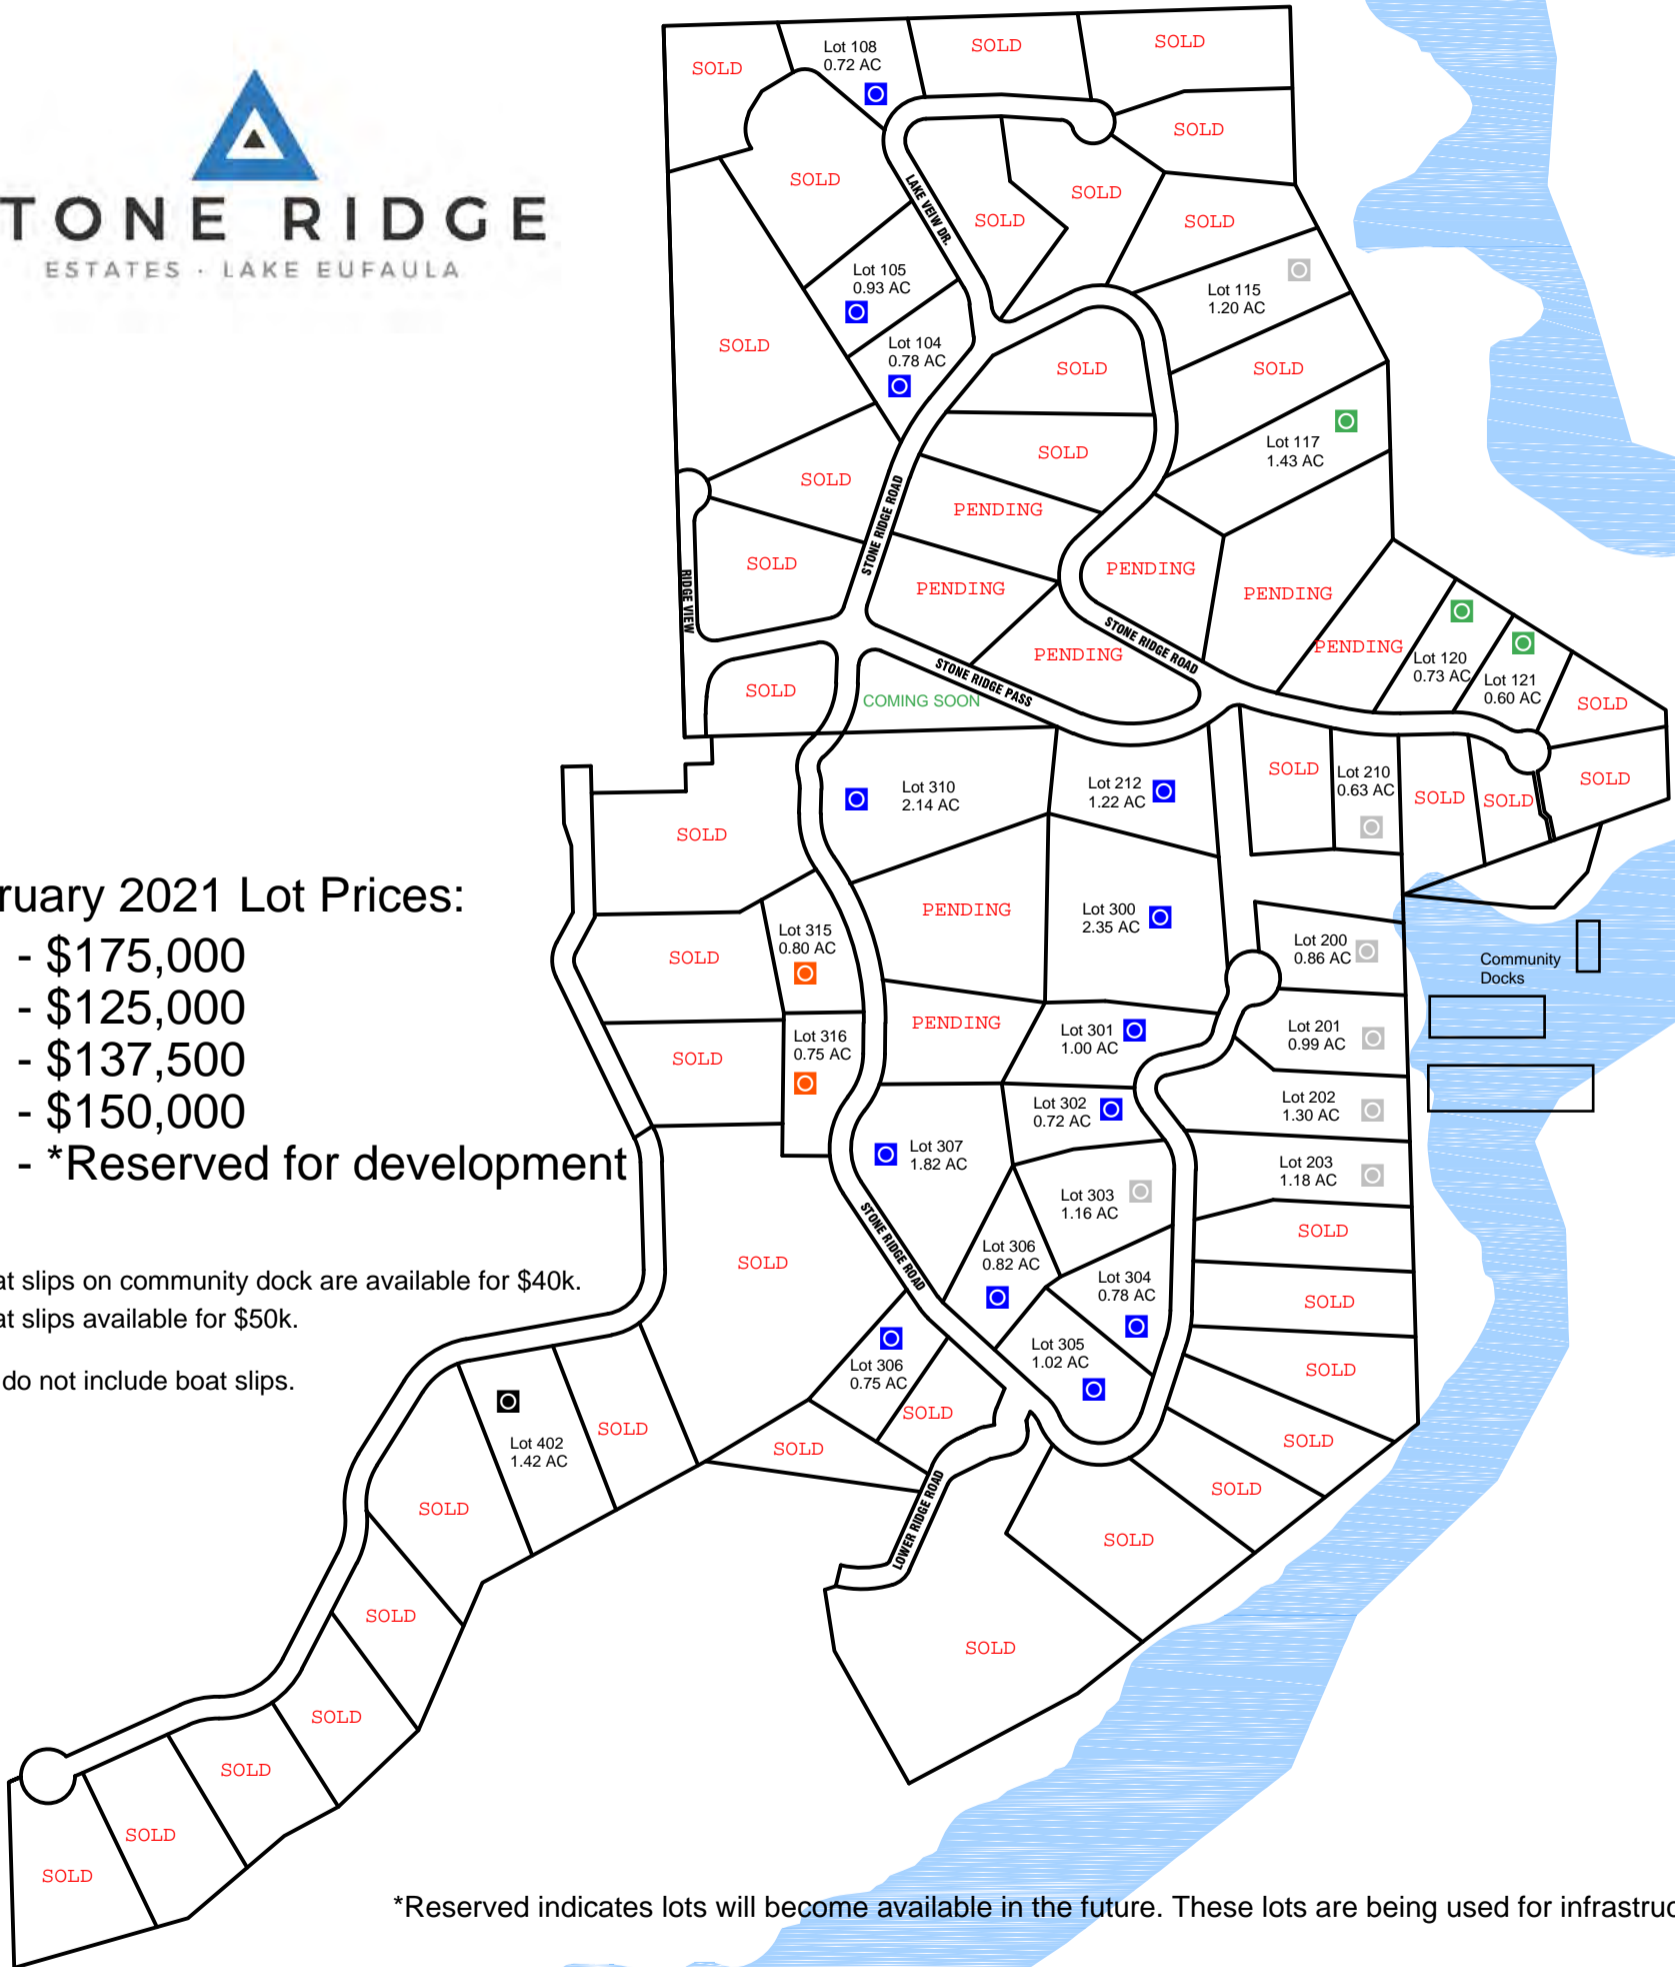 TONE RIDGE
ESTATES · LAKE EUFAULA
SOLD
Lot 108
0.72 AC
SOLD
SOLD
SOLD
SOLD
SOLD
SOLD
SOLD
LAKE VEIW DR.
Lot 105
0.93 AC
Lot 115
1.20 AC
SOLD
Lot 104
0.78 AC
SOLD
SOLD
SOLD
Lot 117
1.43 AC
SOLD
PENDING
STONE RIDGE ROAD
SOLD
PENDING
PENDING
PENDING
RIDGE VIEW
STONE RIDGE ROAD
PENDING
PENDING
Lot 120
0.73 AC
Lot 121
0.60 AC
SOLD
SOLD
COMING SOON
STONE RIDGE PASS
SOLD
Lot 310
2.14 AC
Lot 212
1.22 AC
SOLD
Lot 210
0.63 AC
SOLD
SOLD
SOLD
ruary 2021 Lot Prices:
- $175,000
- $125,000
- $137,500
- $150,000
- *Reserved for development
PENDING
Lot 300
2.35 AC
Lot 315
0.80 AC
SOLD
Lot 200
0.86 AC
Community
Docks
PENDING
Lot 301
1.00 AC
Lot 201
0.99 AC
Lot 316
0.75 AC
SOLD
Lot 302
0.72 AC
Lot 202
1.30 AC
Lot 307
1.82 AC
Lot 203
1.18 AC
Lot 303
1.16 AC
STONE RIDGE ROAD
SOLD
SOLD
Lot 306
0.82 AC
Lot 304
0.78 AC
at slips on community dock are available for $40k.
at slips available for $50k.
do not include boat slips.
SOLD
Lot 305
1.02 AC
Lot 306
0.75 AC
SOLD
SOLD
SOLD
SOLD
Lot 402
1.42 AC
SOLD
SOLD
SOLD
LOWER RIDGE ROAD
SOLD
SOLD
SOLD
SOLD
SOLD
SOLD
SOLD
SOLD
*Reserved indicates lots will become available in the future. These lots are being used for infrastruc